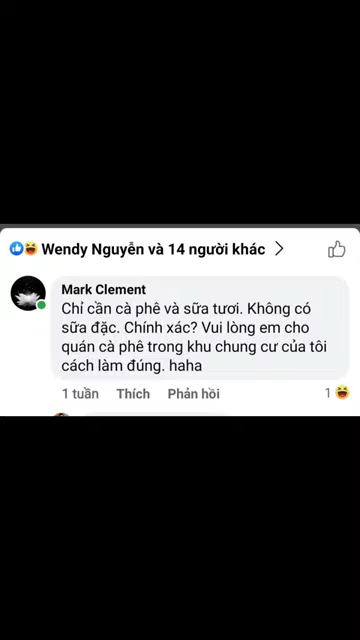 Wendy Nguyễn và 14 người khác
Mark Clement
Chỉ cần cà phê và sữa tươi. Không có
sữa đặc. Chính xác? Vui lòng em cho
quán cà phê trong khu chung cư của tôi
cách làm đúng. haha
1 tuần Thích Phản hồi 1